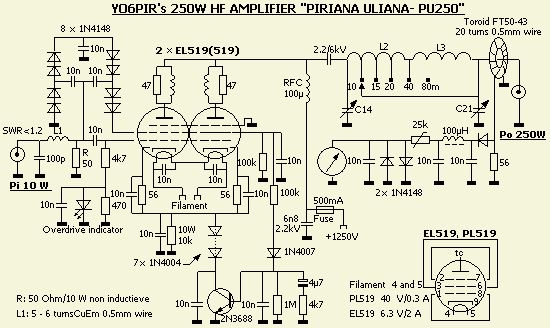 YO6PIR's 250W HF AMPLIFIER "PIRIANA ULIANA- PU250"
Toroid FT50-43
20 turns 0.5mm wire
8 × 1N4148
2 × EL519(519)
2.2/6kV
L2
L3
10n
10n
10n
10n
47
47
RFC
100µ
10
15
20
40
80m
C14
C21
SWR<1.2
L1
10n
25k
100µH
Po 250W
100p
R
50
4k7
10n
10n
100k
10n
10n
10n
10n
10n
56
Pi 10 W
10n
56
56
10n
100k
2 × 1N4148
10n
470
Filament
Overdrive indicator
10n
10W
10k
6n8
2.2kV
500mA
Fuse
+1250V
EL519, PL519
7 × 1N4004
1N4007
tc
R: 50 Ohm/10 W non inductieve
L1: 5 - 6 turnsCuEm 0.5mm wire
10n
2N3688
10n
1M
4µ7
4k7
Filament 4 and 5
PL519 40 V/0.3 A
EL519 6.3 V/2 A